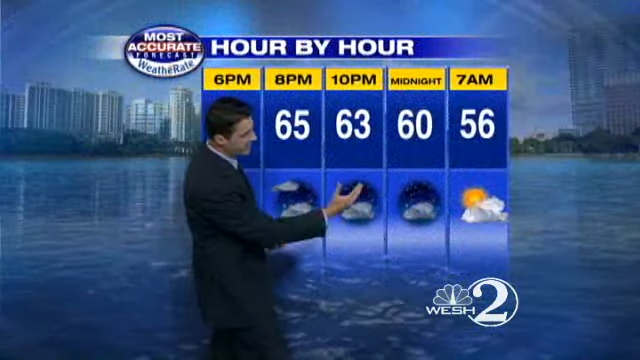 MOST
ACCURATE
FORECAST
WeatheRate
HOUR BY HOUR
6PM 8PM 10PM MIDNIGHT 7AM
65 63 60 56
WESH 2